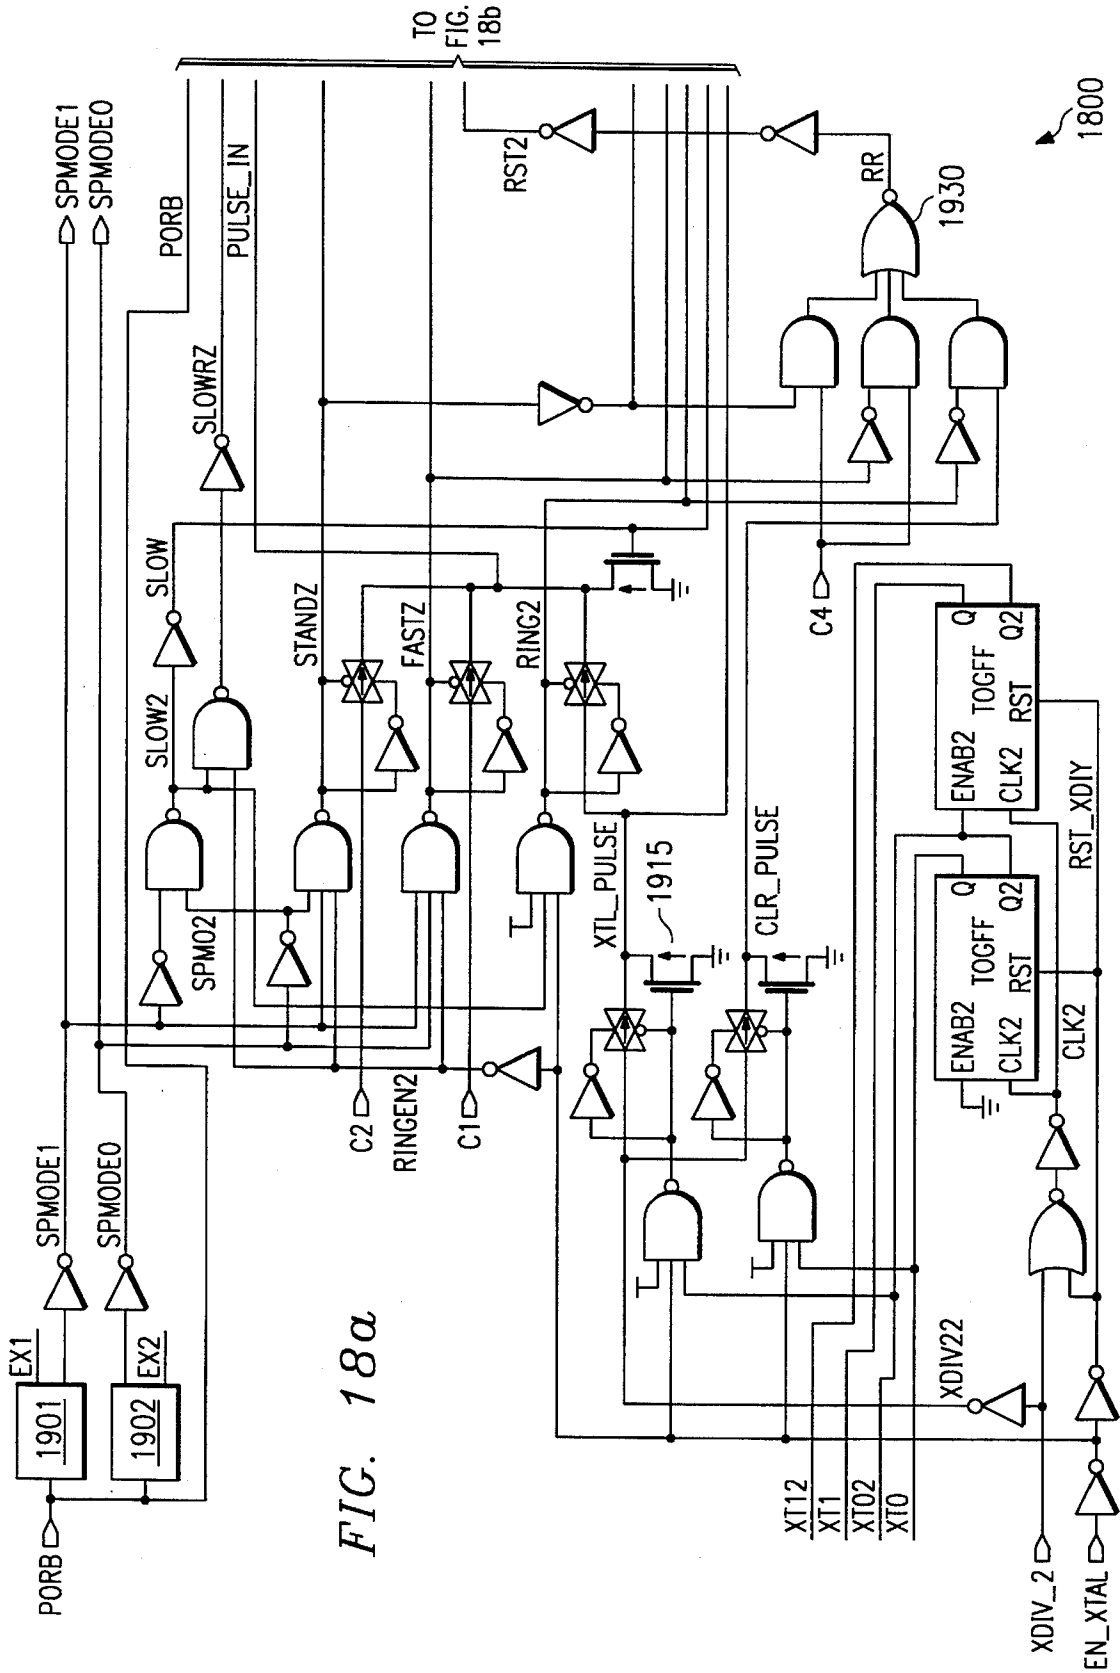 TO
FIG.
18b
SPMODE1
SPMODE0
PORB
PULSE_IN
SLOWRZ
SLOW
SLOW2
SPMO2
STANDZ
FASTZ
RING2
RST2
RR
1930
1800
C4
C2
RINGEN2
C1
XTL_PULSE
1915
CLR_PULSE
SPMODE1
SPMODE0
EX1
1901
EX2
1902
PORB
FIG. 18a
ENAB2
Q
TOGFF
CLK2
RST
Q2
ENAB2
Q
TOGFF
CLK2
RST
Q2
RST_XDIY
CLK2
XDIV22
XT12
XT1
XT02
XT0
XDIV_2
EN_XTAL